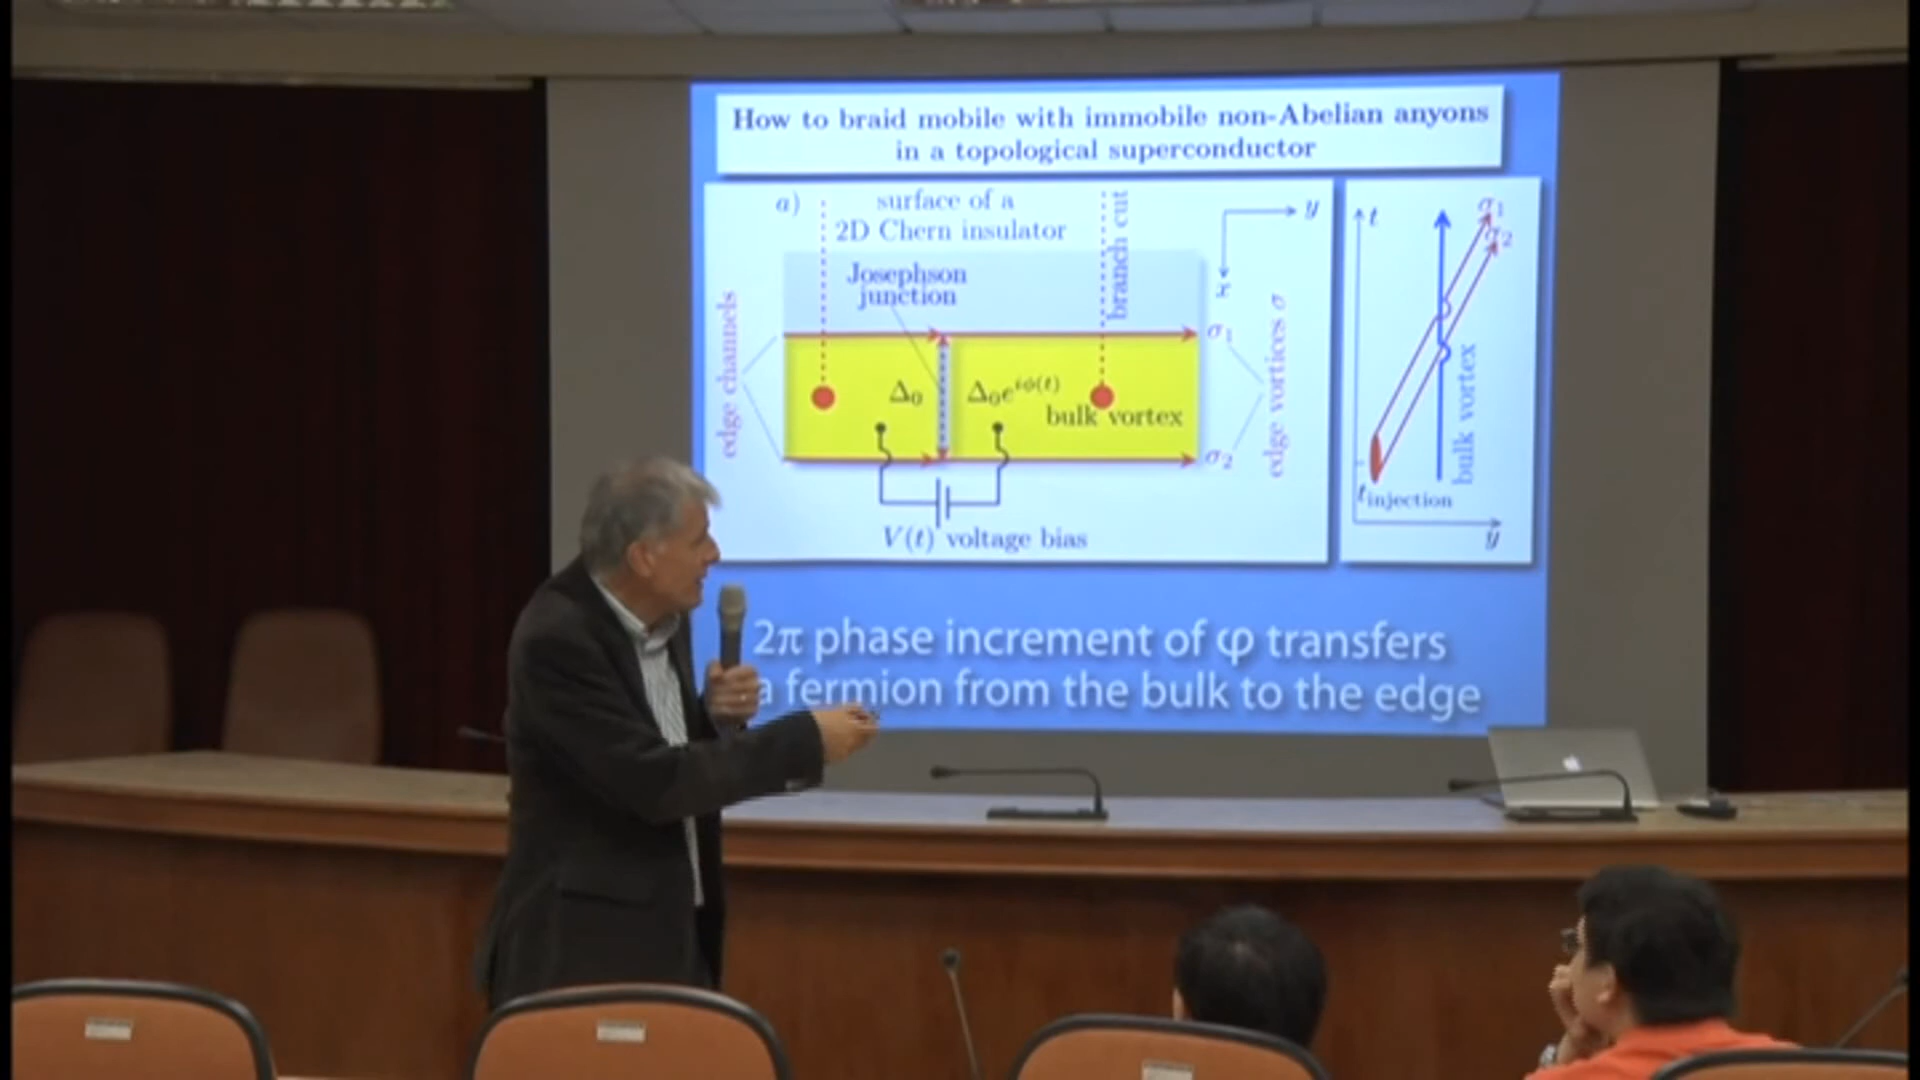 How to braid mobile with immobile non-Abelian anyons
in a topological superconductor
a)
surface of a
2D Chern insulator
branch cut
y
x
Josephson
junction
edge channels
σ₁
Δ₀
Δ₀e^{iϕ(t)}
bulk vortex
σ₂
edge vortices σ
V(t) voltage bias
t
σ₁
σ₂
bulk vortex
t_injection
y
2π phase increment of φ transfers
a fermion from the bulk to the edge